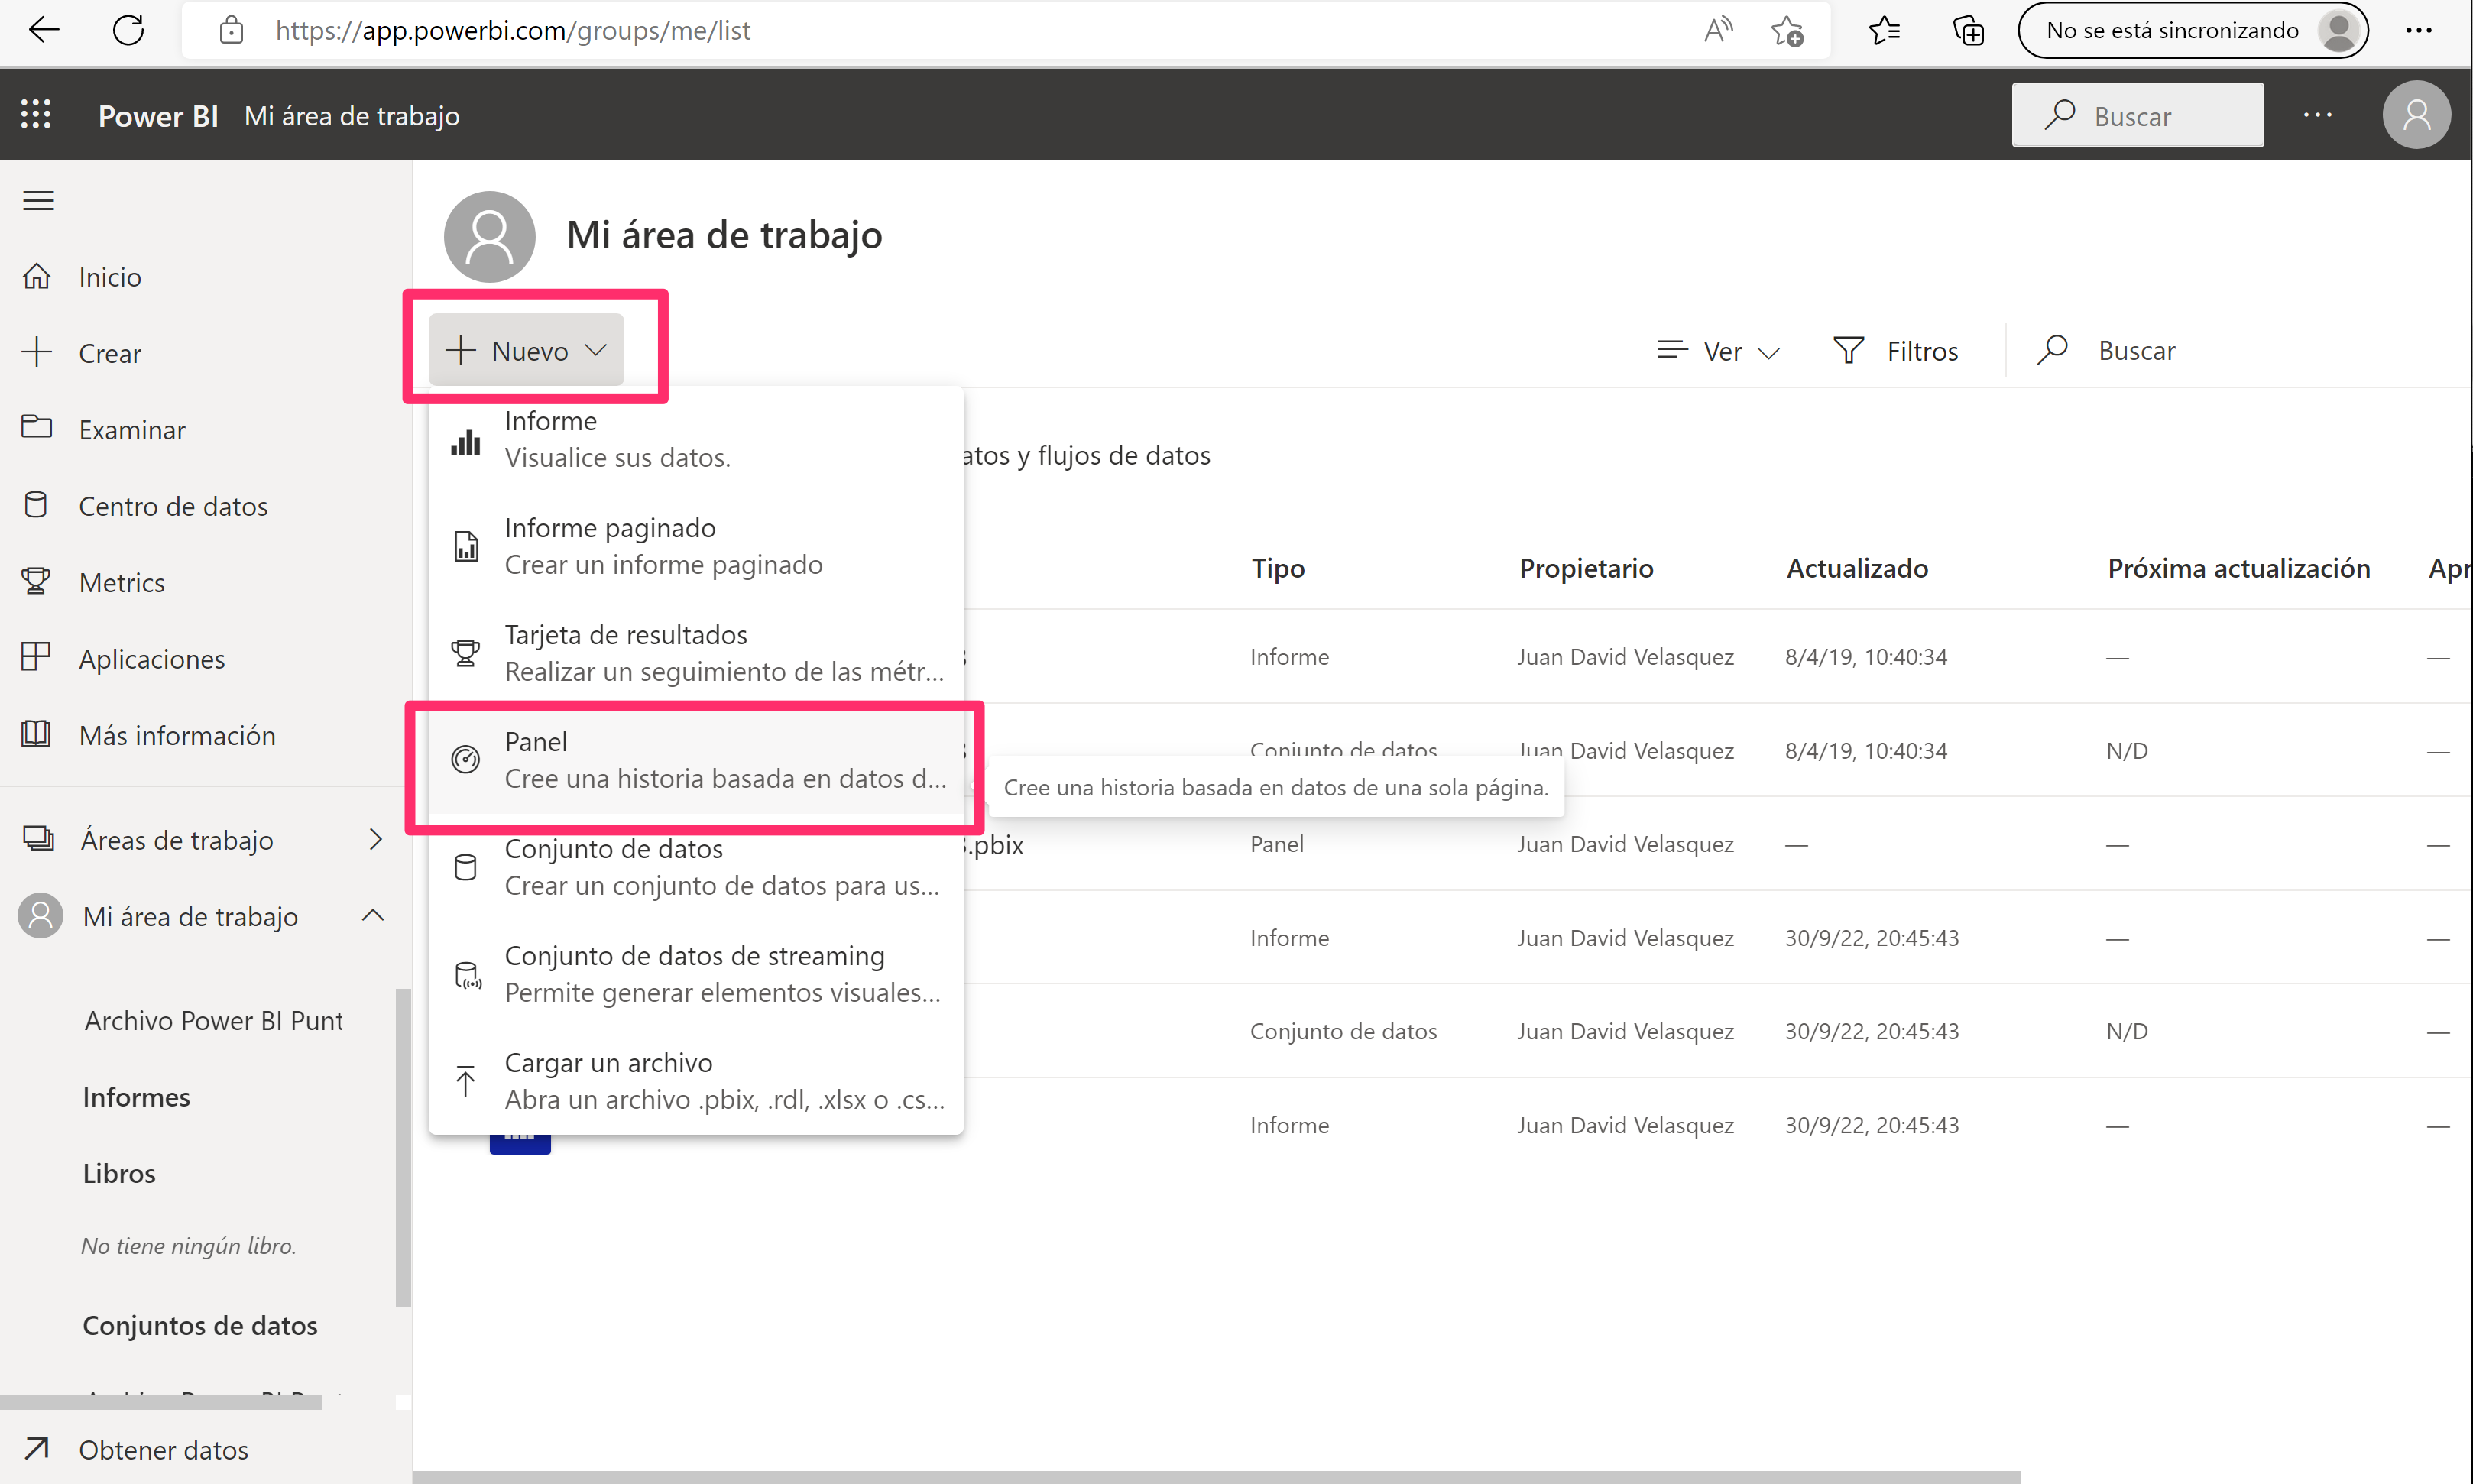 https://app.powerbi.com/groups/me/list
No se está sincronizando
Power BI Mi área de trabajo
Buscar
Mi área de trabajo
Inicio
Crear
Examinar
Centro de datos
Metrics
Aplicaciones
Más información
Áreas de trabajo
Mi área de trabajo
Archivo Power BI Punt
Informes
Libros
No tiene ningún libro.
Conjuntos de datos
Obtener datos
Nuevo
Ver
Filtros
Buscar
Informe
Visualice sus datos.
Informe paginado
Crear un informe paginado
Tarjeta de resultados
Realizar un seguimiento de las métr...
Panel
Cree una historia basada en datos d...
Conjunto de datos
Crear un conjunto de datos para us...
Conjunto de datos de streaming
Permite generar elementos visuales...
Cargar un archivo
Abra un archivo .pbix, .rdl, .xlsx o .cs...
Cree una historia basada en datos de una sola página.
atos y flujos de datos
Tipo Propietario Actualizado Próxima actualización Apr
Informe Juan David Velasquez 8/4/19, 10:40:34 — —
Conjunto de datos Juan David Velasquez 8/4/19, 10:40:34 N/D —
.pbix Panel Juan David Velasquez — — —
Informe Juan David Velasquez 30/9/22, 20:45:43 — —
Conjunto de datos Juan David Velasquez 30/9/22, 20:45:43 N/D —
Informe Juan David Velasquez 30/9/22, 20:45:43 — —